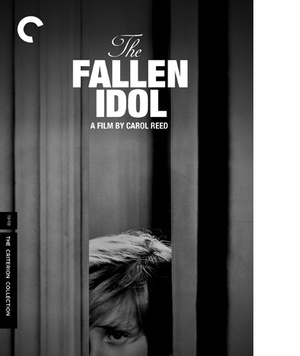 The
FALLEN
IDOL
A FILM BY CAROL REED
THE CRITERION COLLECTION